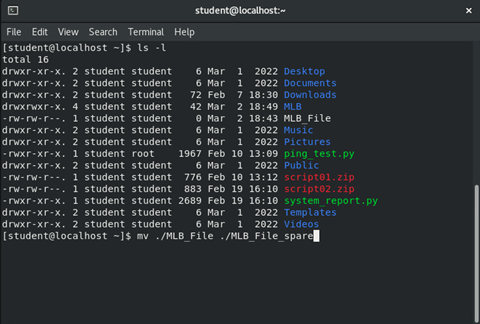 student@localhost:~
File Edit View Search Terminal Help
[student@localhost ~]$ ls -l
total 16
drwxr-xr-x. 2 student student    6 Mar  1  2022 Desktop
drwxr-xr-x. 2 student student    6 Mar  1  2022 Documents
drwxr-xr-x. 2 student student   72 Feb  7 18:30 Downloads
drwxrwxr-x. 4 student student   42 Mar  2 18:49 MLB
-rw-rw-r--. 1 student student    0 Mar  2 18:43 MLB_File
drwxr-xr-x. 2 student student    6 Mar  1  2022 Music
drwxr-xr-x. 2 student student    6 Mar  1  2022 Pictures
-rwxr-xr-x. 1 student root    1967 Feb 10 13:09 ping_test.py
drwxr-xr-x. 2 student student    6 Mar  1  2022 Public
-rw-rw-r--. 1 student student  776 Feb 10 13:12 script01.zip
-rw-rw-r--. 1 student student  883 Feb 19 16:10 script02.zip
-rwxr-xr-x. 1 student student 2689 Feb 19 16:10 system_report.py
drwxr-xr-x. 2 student student    6 Mar  1  2022 Templates
drwxr-xr-x. 2 student student    6 Mar  1  2022 Videos
[student@localhost ~]$ mv ./MLB_File ./MLB_File_spare